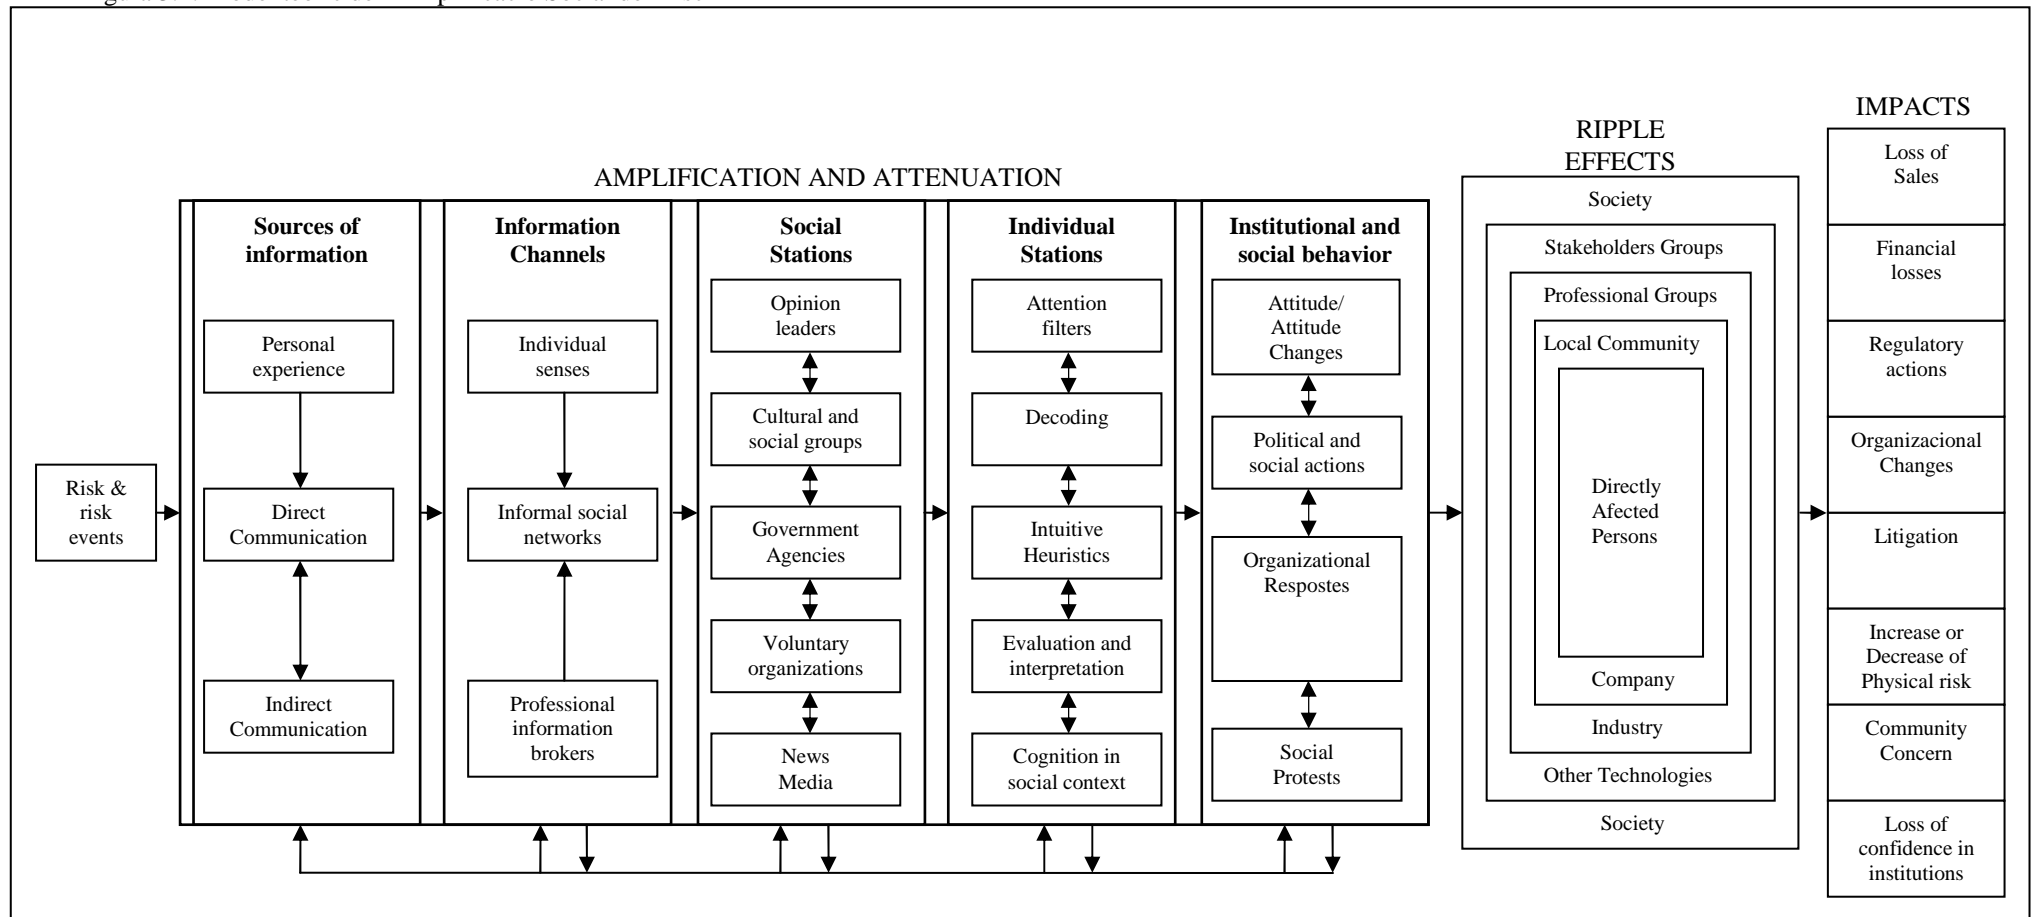 AMPLIFICATION AND ATTENUATION
RIPPLE
EFFECTS
IMPACTS
Risk &
risk
events
Sources of
information
Personal
experience
Direct
Communication
Indirect
Communication
Information
Channels
Individual
senses
Informal social
networks
Professional
information
brokers
Social
Stations
Opinion
leaders
Cultural and
social groups
Government
Agencies
Voluntary
organizations
News
Media
Individual
Stations
Attention
filters
Decoding
Intuitive
Heuristics
Evaluation and
interpretation
Cognition in
social context
Institutional and
social behavior
Attitude/
Attitude
Changes
Political and
social actions
Organizational
Respostes
Social
Protests
Society
Stakeholders Groups
Professional Groups
Local Community
Directly
Afected
Persons
Company
Industry
Other Technologies
Society
Loss of
Sales
Financial
losses
Regulatory
actions
Organizacional
Changes
Litigation
Increase or
Decrease of
Physical risk
Community
Concern
Loss of
confidence in
institutions